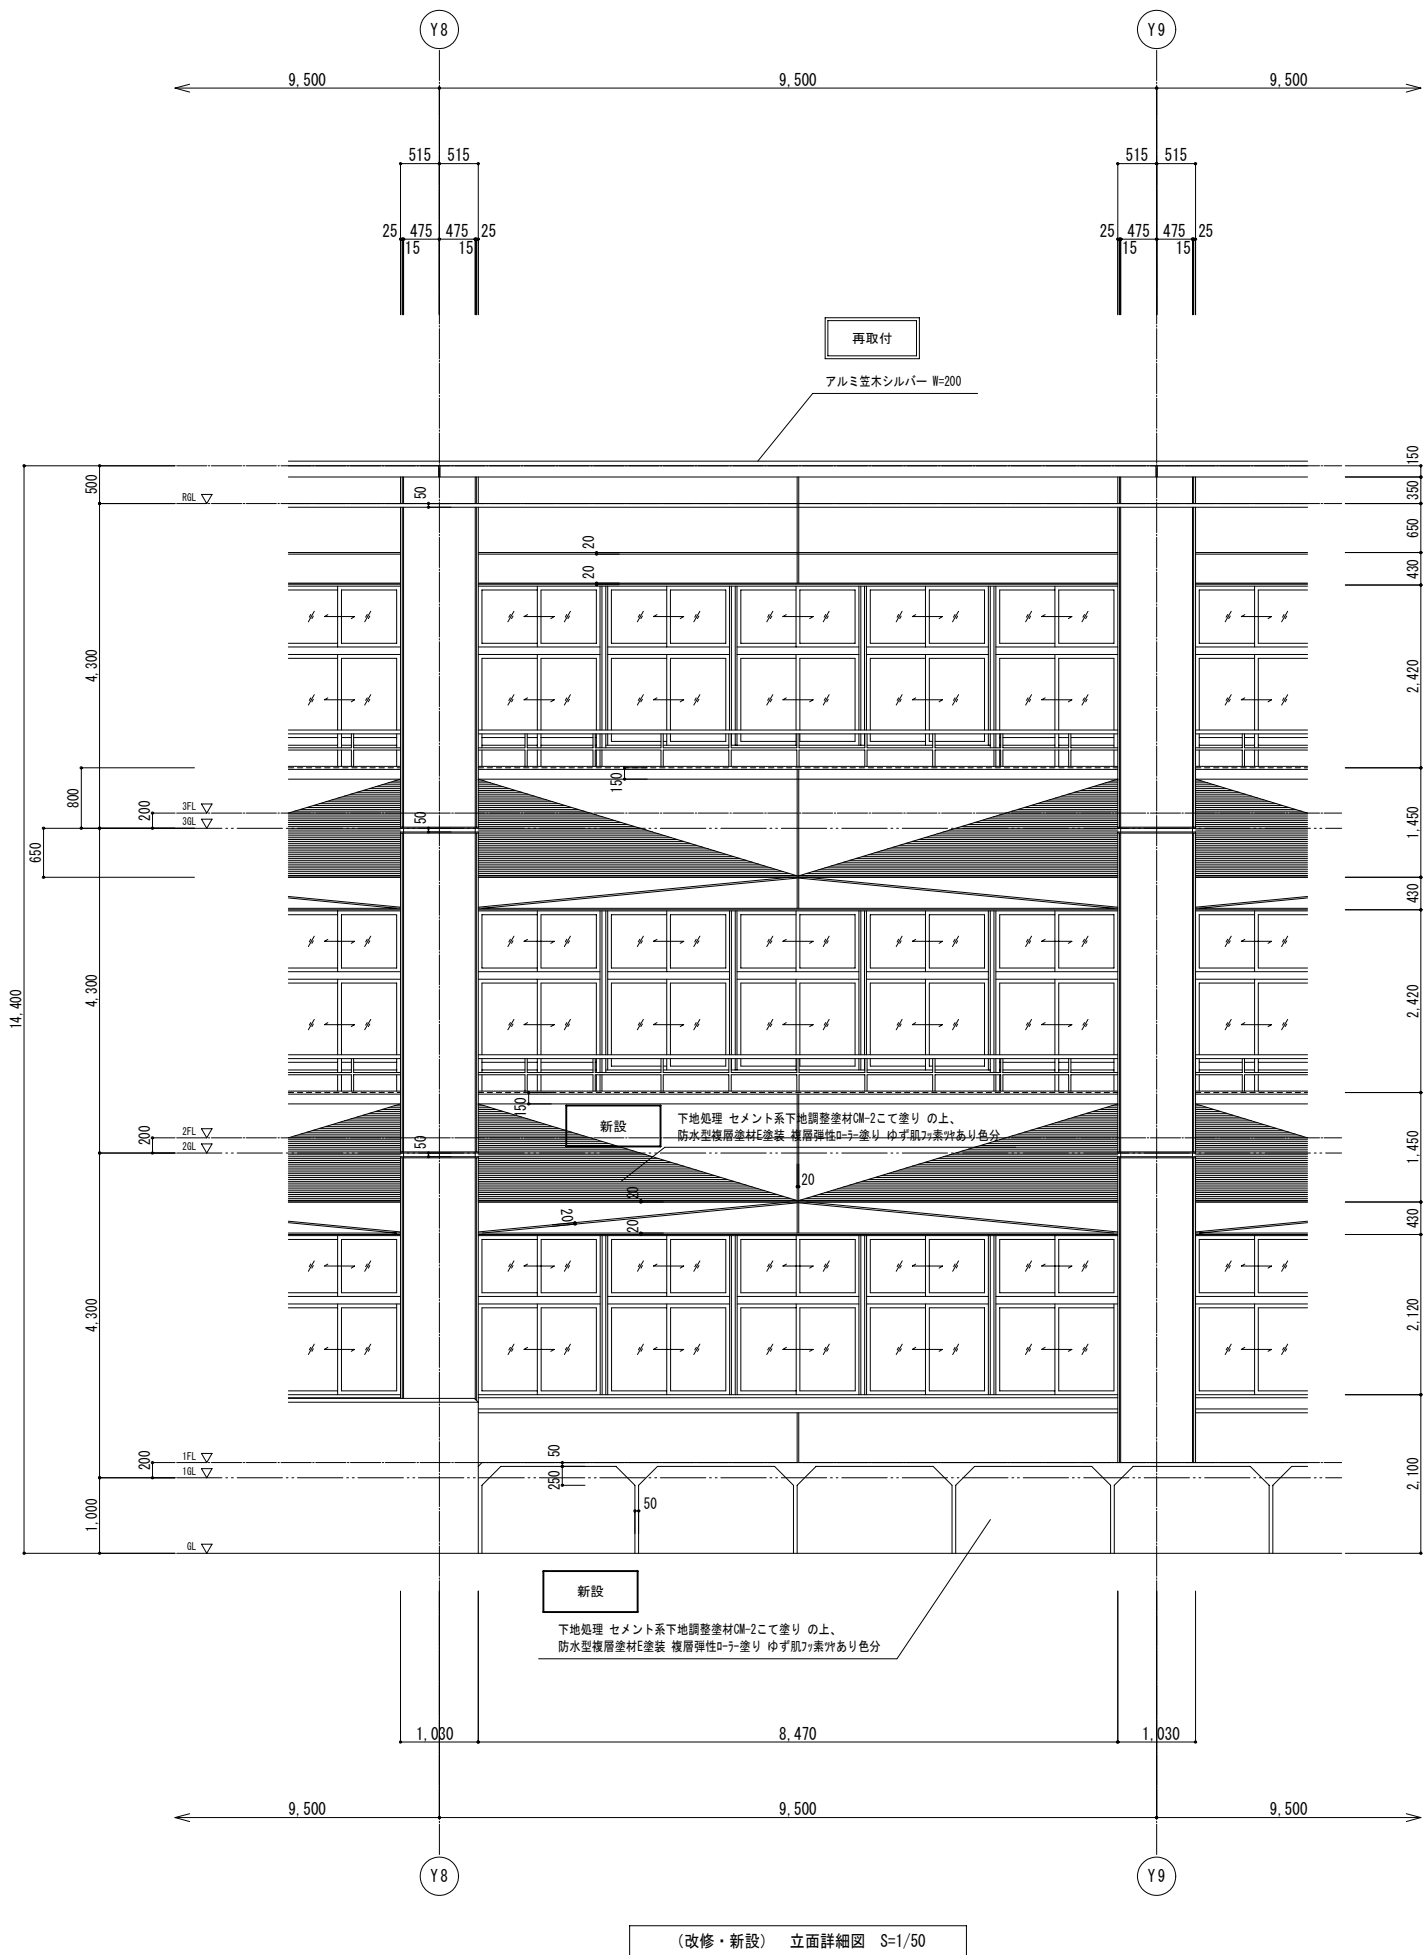 Y8 Y9
9,500 9,500 9,500
515 515 515 515
25 475 475 25 25 475 475 25
15 15 15 15
再取付
アルミ笠木シルバー W=200
500
RGL
50
150
350
650
20
20
430
4,300
2,420
800
150
200
3FL
3GL
50
650
1,450
430
14,400
4,300
2,420
150
新設
下地処理 セメント系下地調整塗材CM-2こて塗り の上、
防水型複層塗材E塗装 複層弾性ローラー塗り ゆず肌フッ素ツヤあり色分
200
2FL
2GL
50
1,450
20
20
20
20
430
4,300
2,120
200
1FL
1GL
50
250
50
2,100
1,000
GL
新設
下地処理 セメント系下地調整塗材CM-2こて塗り の上、
防水型複層塗材E塗装 複層弾性ローラー塗り ゆず肌フッ素ツヤあり色分
1,030 8,470 1,030
9,500 9,500 9,500
Y8 Y9
(改修・新設) 立面詳細図 S=1/50